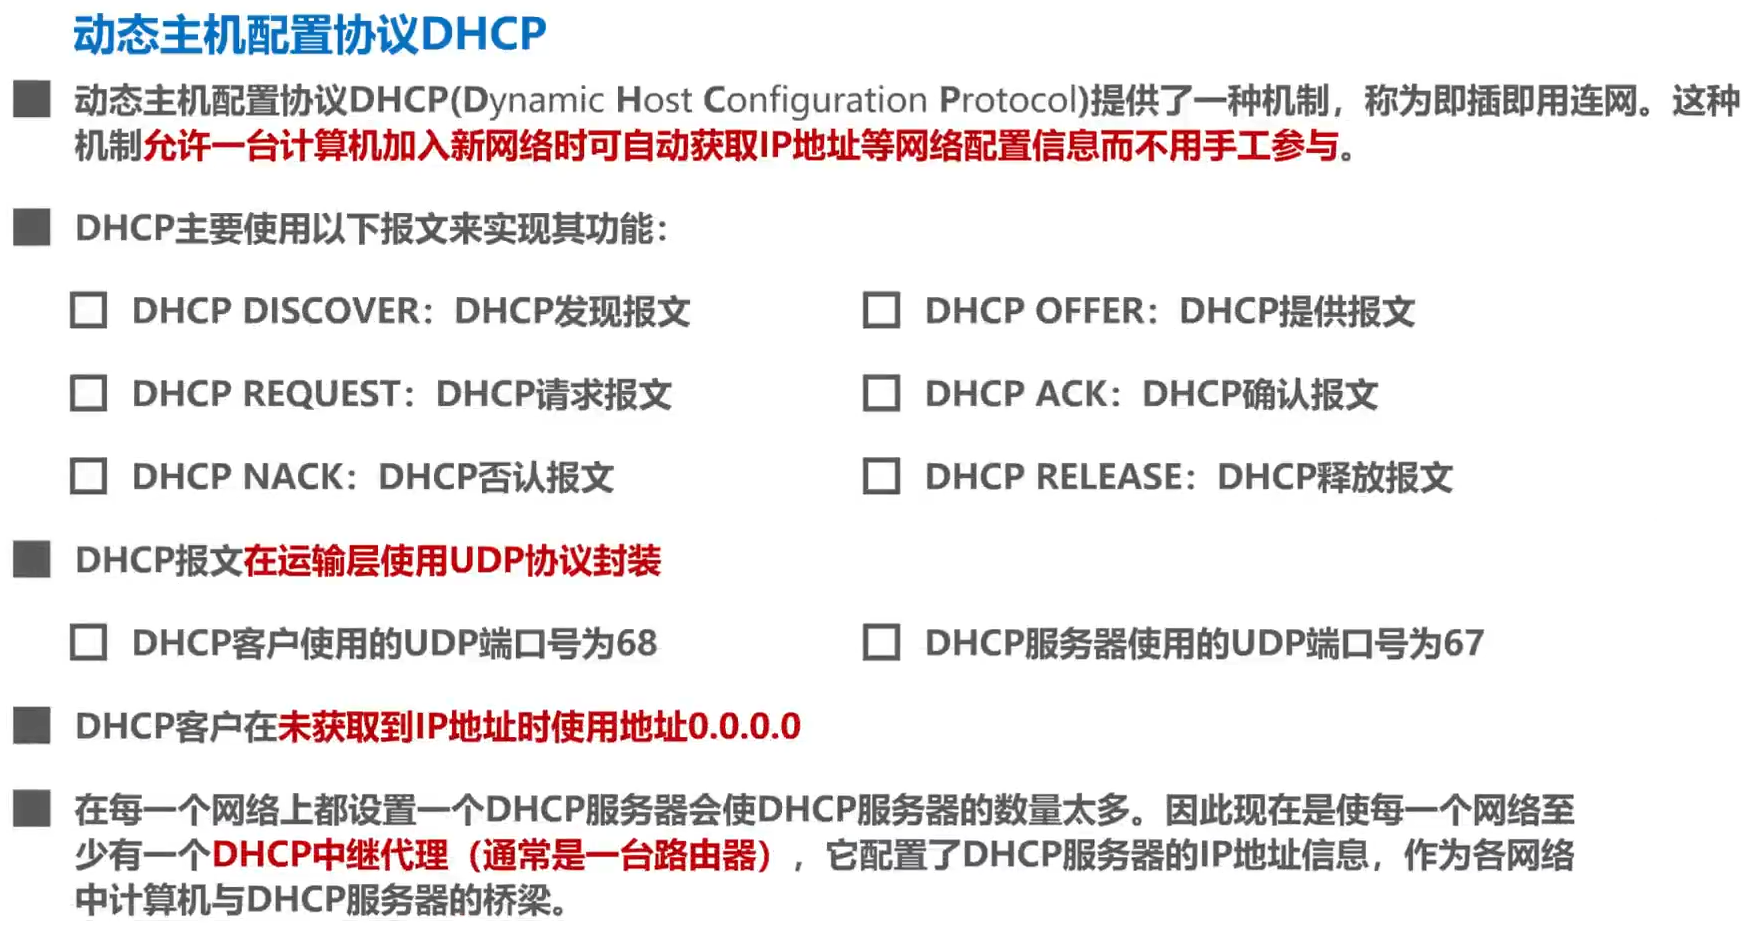 动态主机配置协议DHCP
动态主机配置协议DHCP(Dynamic Host Configuration Protocol)提供了一种机制，称为即插即用连网。这种
机制允许一台计算机加入新网络时可自动获取IP地址等网络配置信息而不用手工参与。
DHCP主要使用以下报文来实现其功能：
DHCP DISCOVER：DHCP发现报文
DHCP OFFER：DHCP提供报文
DHCP REQUEST：DHCP请求报文
DHCP ACK：DHCP确认报文
DHCP NACK：DHCP否认报文
DHCP RELEASE：DHCP释放报文
DHCP报文在运输层使用UDP协议封装
DHCP客户使用的UDP端口号为68
DHCP服务器使用的UDP端口号为67
DHCP客户在未获取到IP地址时使用地址0.0.0.0
在每一个网络上都设置一个DHCP服务器会使DHCP服务器的数量太多。因此现在是使每一个网络至
少有一个DHCP中继代理（通常是一台路由器），它配置了DHCP服务器的IP地址信息，作为各网络
中计算机与DHCP服务器的桥梁。